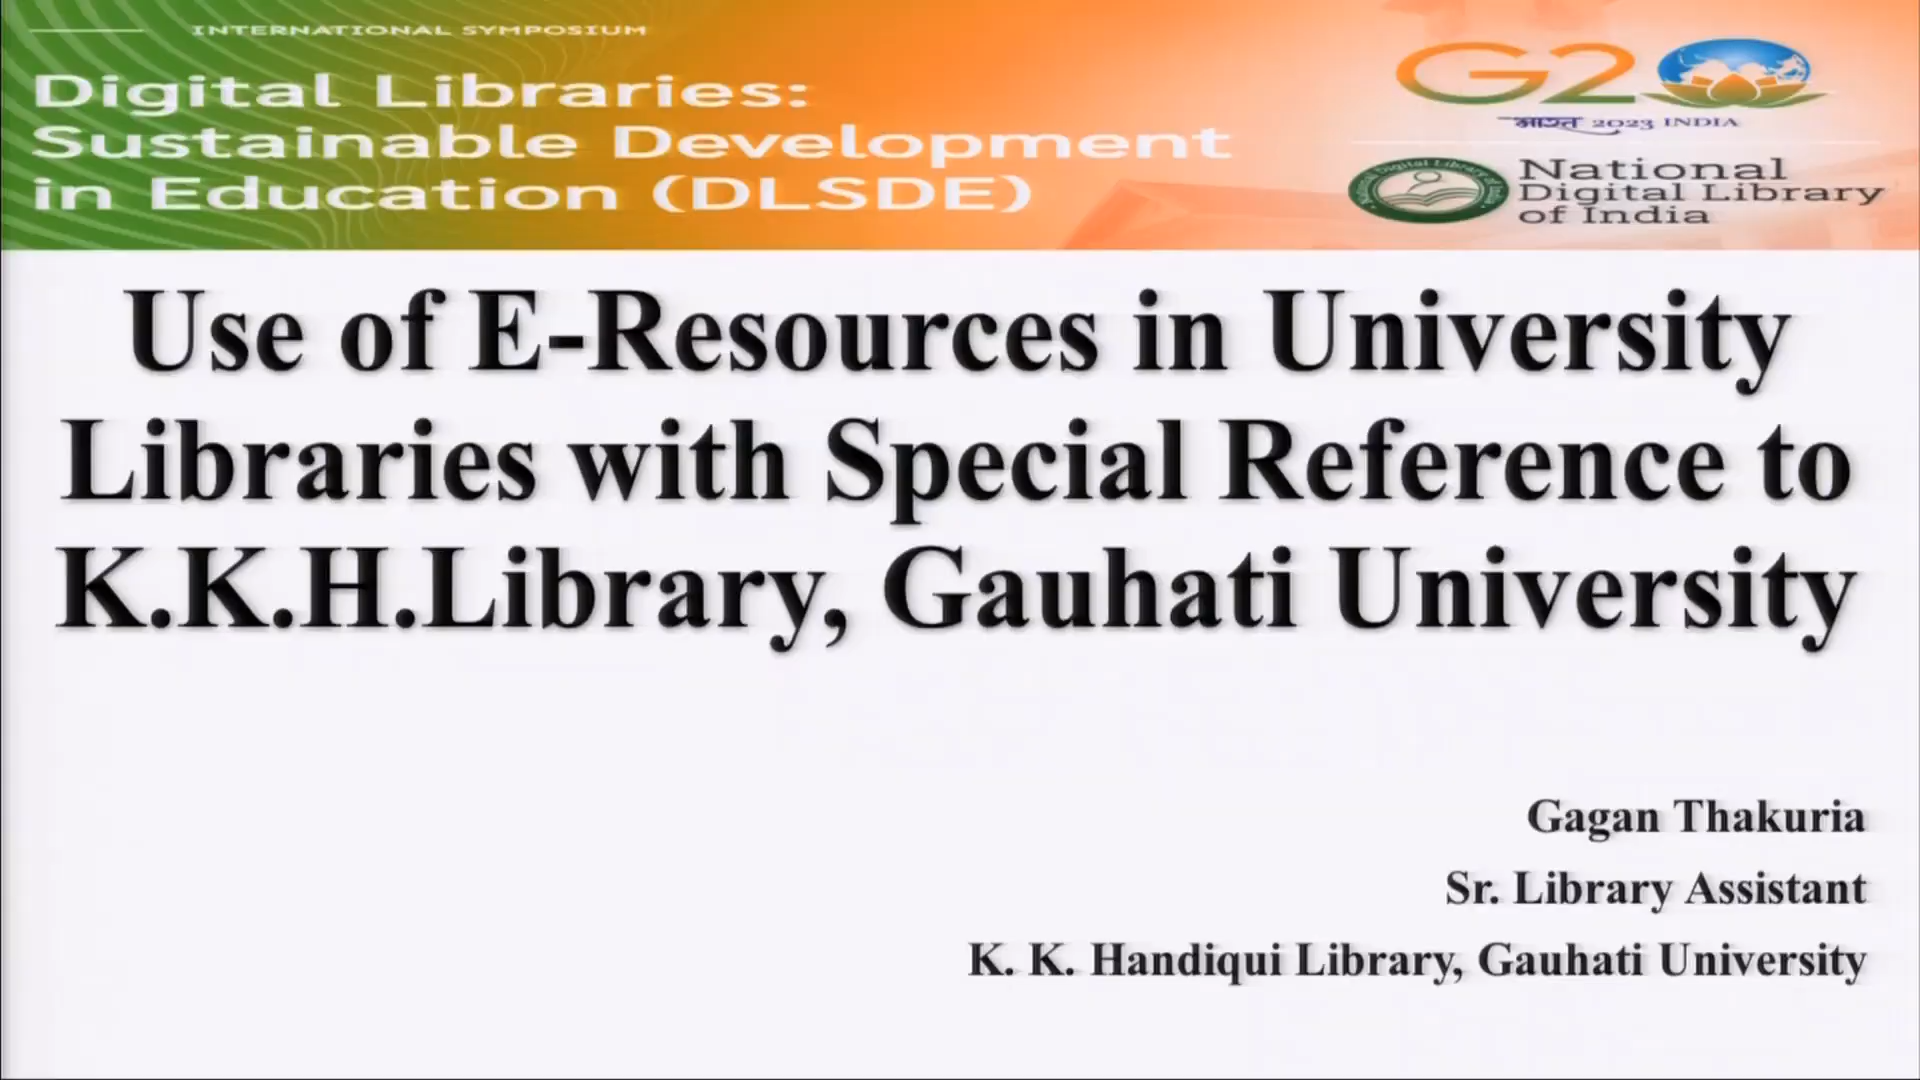 INTERNATIONAL SYMPOSIUM
Digital Libraries:
Sustainable Development
in Education (DLSDE)
G20
भारत 2023 INDIA
National
Digital Library
of India
Use of E-Resources in University
Libraries with Special Reference to
K.K.H.Library, Gauhati University
Gagan Thakuria
Sr. Library Assistant
K. K. Handiqui Library, Gauhati University